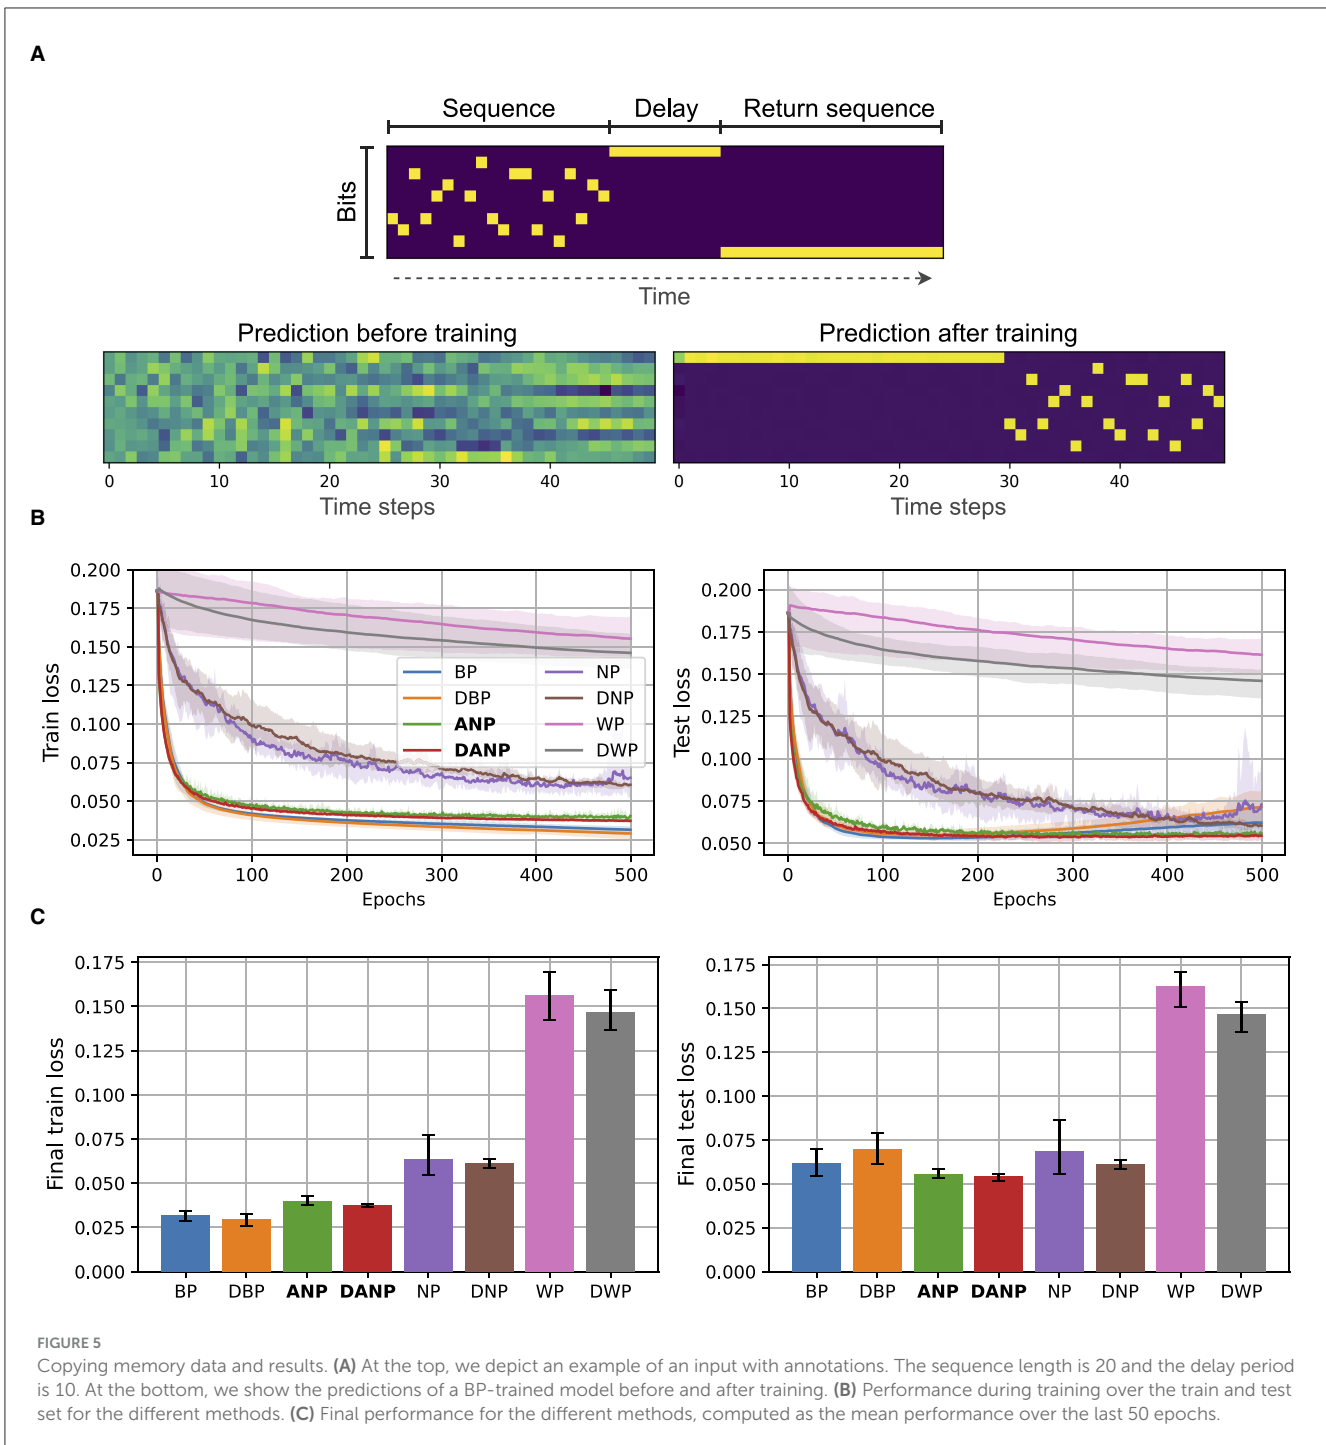 A
Sequence Delay Return sequence
Bits
Time
Prediction before training
Prediction after training
0 10 20 30 40
0 10 20 30 40
Time steps
Time steps
B
Train loss
0.200
0.175
0.150
0.125
0.100
0.075
0.050
0.025
0 100 200 300 400 500
Epochs
BP
DBP
ANP
DANP
NP
DNP
WP
DWP
Test loss
0.200
0.175
0.150
0.125
0.100
0.075
0.050
0 100 200 300 400 500
Epochs
C
Final train loss
0.175
0.150
0.125
0.100
0.075
0.050
0.025
0.000
BP DBP ANP DANP NP DNP WP DWP
Final test loss
0.175
0.150
0.125
0.100
0.075
0.050
0.025
0.000
BP DBP ANP DANP NP DNP WP DWP
FIGURE 5
Copying memory data and results. (A) At the top, we depict an example of an input with annotations. The sequence length is 20 and the delay period
is 10. At the bottom, we show the predictions of a BP-trained model before and after training. (B) Performance during training over the train and test
set for the different methods. (C) Final performance for the different methods, computed as the mean performance over the last 50 epochs.